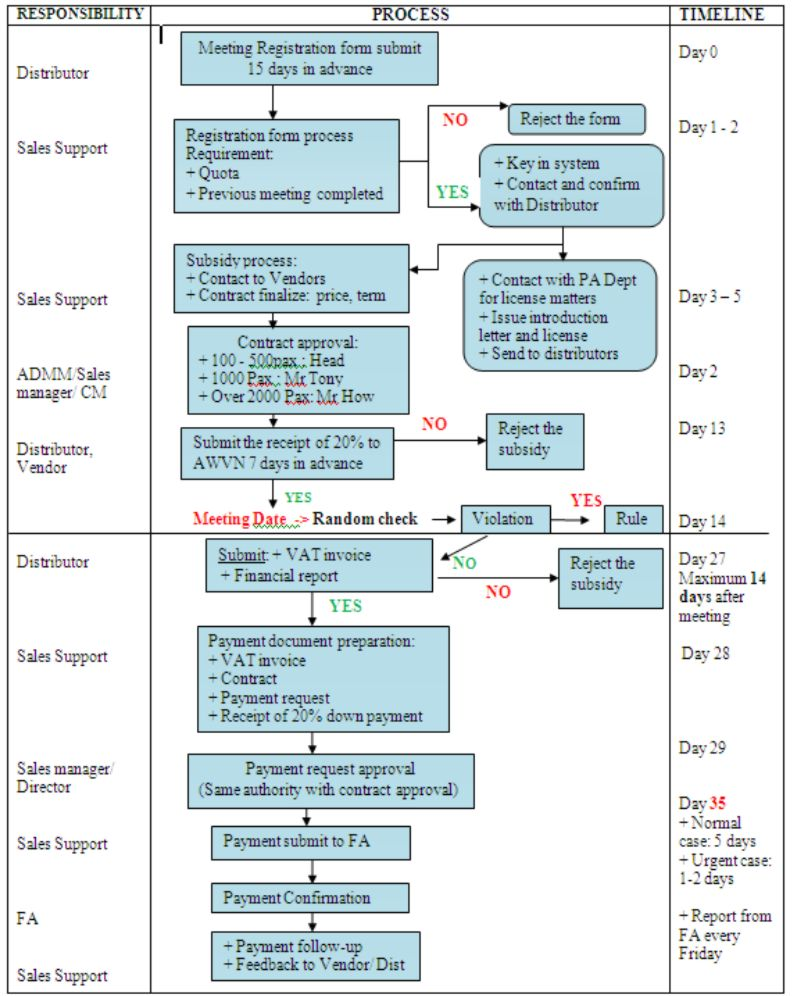 RESPONSIBILITY PROCESS TIMELINE
Distributor
Meeting Registration form submit
15 days in advance
Day 0
Sales Support
Registration form process
Requirement:
+ Quota
+ Previous meeting completed
NO
Reject the form
YES
+ Key in system
+ Contact and confirm
with Distributor
Day 1 - 2
Sales Support
Subsidy process:
+ Contact to Vendors
+ Contract finalize: price, term
+ Contact with PA Dept
for license matters
+ Issue introduction
letter and license
+ Send to distributors
Day 3 – 5
ADMM/Sales
manager/ CM
Contract approval:
+ 100 - 500pax.: Head
+ 1000 Pax.: Mr Tony
+ Over 2000 Pax: Mr How
Day 2
Distributor,
Vendor
Submit the receipt of 20% to
AWVN 7 days in advance
NO
Reject the
subsidy
Day 13
YES
Meeting Date -> Random check
Violation
YES
Rule
Day 14
Distributor
Submit: + VAT invoice
+ Financial report
NO
NO
Reject the
subsidy
Day 27
Maximum 14
days after
meeting
YES
Sales Support
Payment document preparation:
+ VAT invoice
+ Contract
+ Payment request
+ Receipt of 20% down payment
Day 28
Sales manager/
Director
Payment request approval
(Same authority with contract approval)
Day 29
Sales Support
Payment submit to FA
Day 35
+ Normal
case: 5 days
+ Urgent case:
1-2 days
FA
Payment Confirmation
+ Report from
FA every
Friday
Sales Support
+ Payment follow-up
+ Feedback to Vendor/ Dist